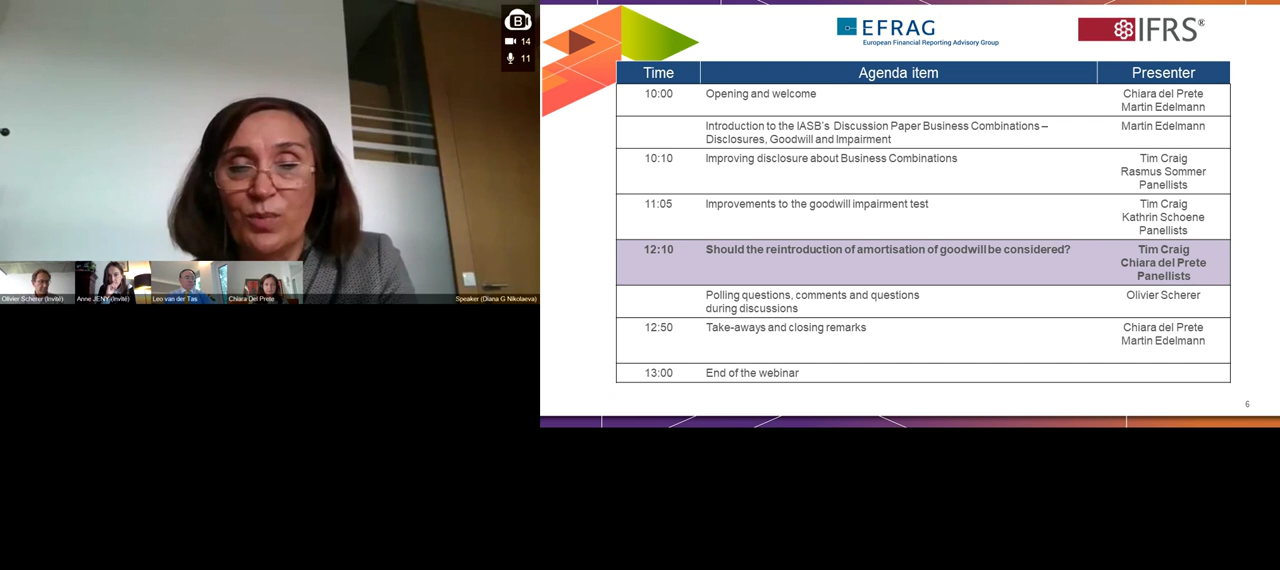 B
14
11
Olivier Scherer (Invité)
Anne JENY (Invité)
Leo van der Tas
Chiara Del Prete
Speaker (Diana G Nikolaeva)
EFRAG
European Financial Reporting Advisory Group
IFRS®
Time Agenda item Presenter
10:00 Opening and welcome Chiara del Prete
Martin Edelmann
Introduction to the IASB's Discussion Paper Business Combinations – Martin Edelmann
Disclosures, Goodwill and Impairment
10:10 Improving disclosure about Business Combinations Tim Craig
Rasmus Sommer
Panellists
11:05 Improvements to the goodwill impairment test Tim Craig
Kathrin Schoene
Panellists
12:10 Should the reintroduction of amortisation of goodwill be considered? Tim Craig
Chiara del Prete
Panellists
Polling questions, comments and questions Olivier Scherer
during discussions
12:50 Take-aways and closing remarks Chiara del Prete
Martin Edelmann
13:00 End of the webinar
6